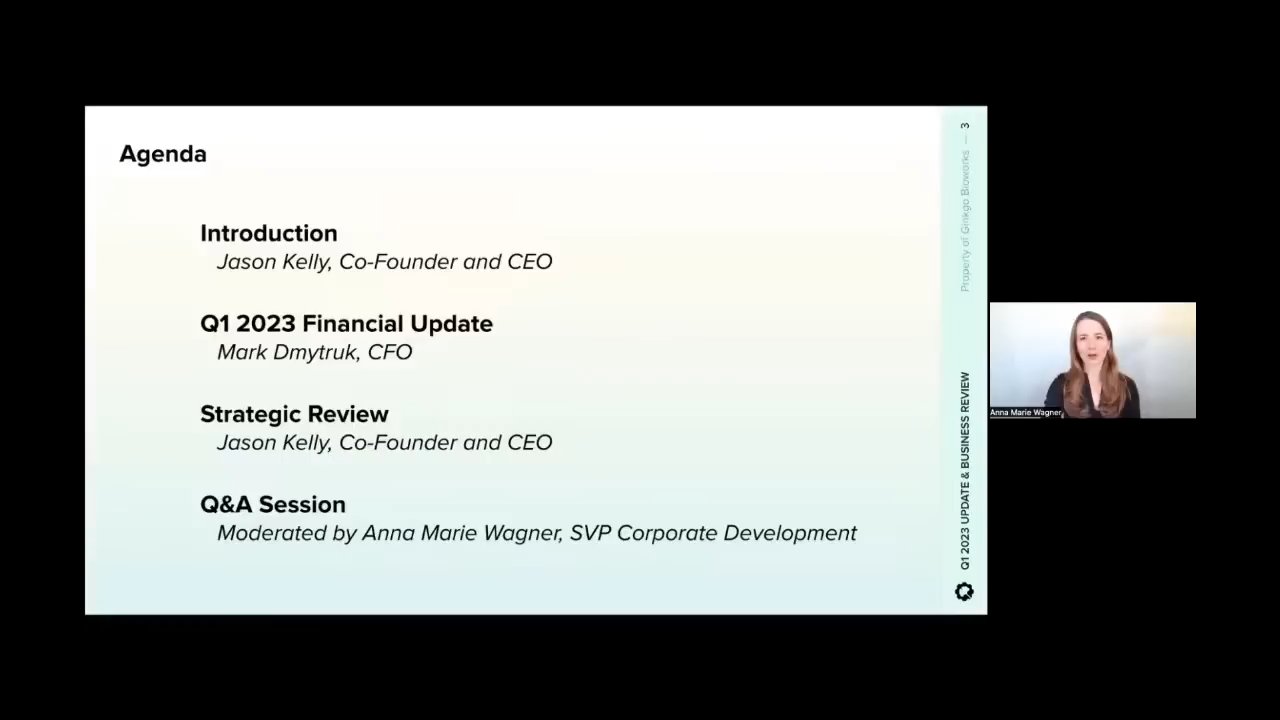 Agenda
Introduction
Jason Kelly, Co-Founder and CEO
Q1 2023 Financial Update
Mark Dmytruk, CFO
Strategic Review
Jason Kelly, Co-Founder and CEO
Q&A Session
Moderated by Anna Marie Wagner, SVP Corporate Development
Q1 2023 UPDATE & BUSINESS REVIEW
Property of Ginkgo Bioworks — 3
Anna Marie Wagner